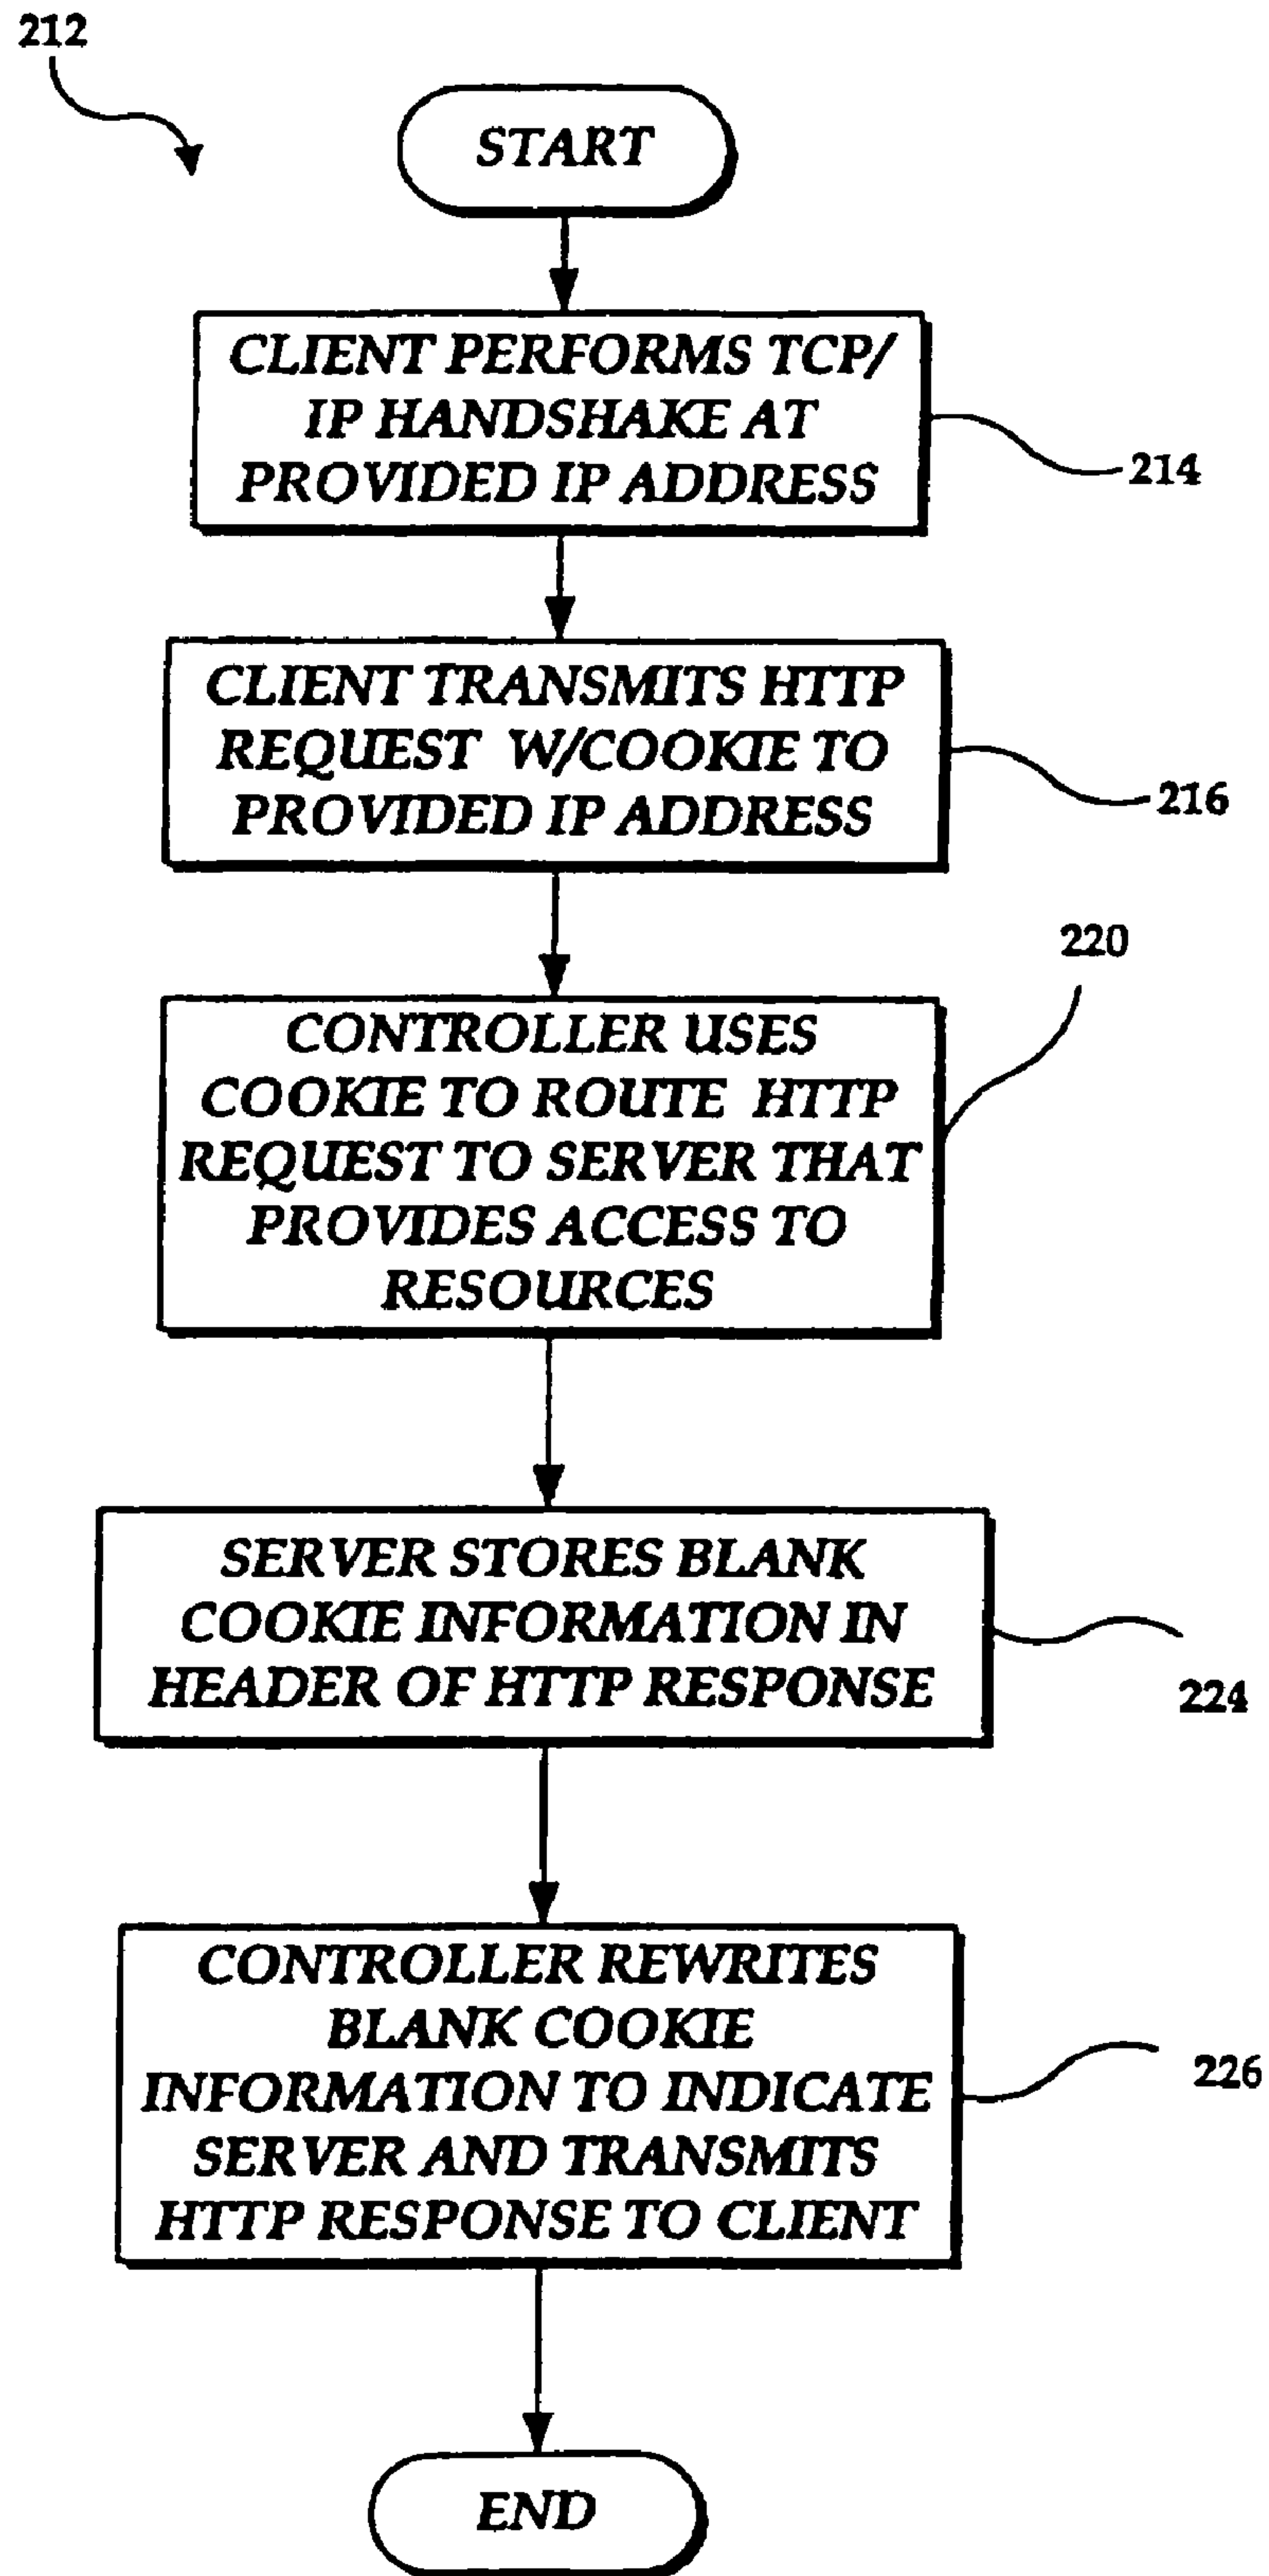 212
START
CLIENT PERFORMS TCP/
IP HANDSHAKE AT
PROVIDED IP ADDRESS
214
CLIENT TRANSMITS HTTP
REQUEST W/COOKIE TO
PROVIDED IP ADDRESS
216
220
CONTROLLER USES
COOKIE TO ROUTE HTTP
REQUEST TO SERVER THAT
PROVIDES ACCESS TO
RESOURCES
SERVER STORES BLANK
COOKIE INFORMATION IN
HEADER OF HTTP RESPONSE
224
CONTROLLER REWRITES
BLANK COOKIE
INFORMATION TO INDICATE
SERVER AND TRANSMITS
HTTP RESPONSE TO CLIENT
226
END